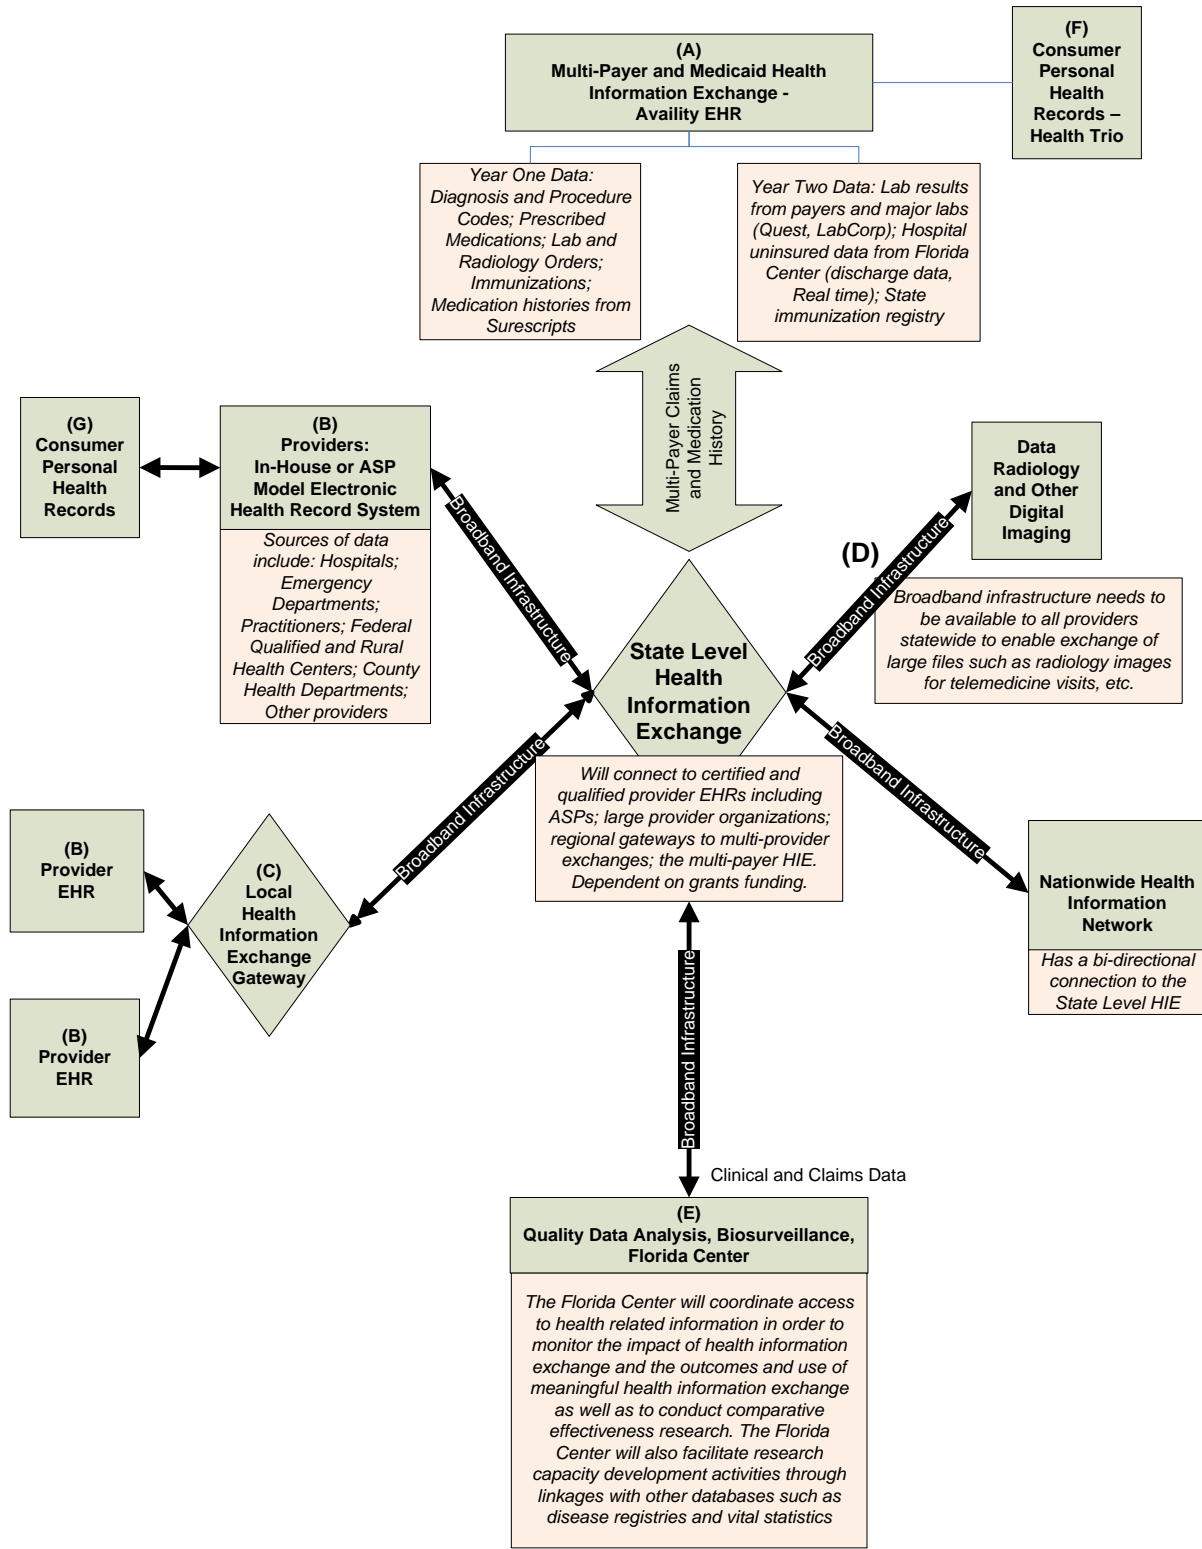 (A)
Multi-Payer and Medicaid Health
Information Exchange -
Availity EHR
(F)
Consumer
Personal
Health
Records –
Health Trio
Year One Data:
Diagnosis and Procedure
Codes; Prescribed
Medications; Lab and
Radiology Orders;
Immunizations;
Medication histories from
Surescripts
Year Two Data: Lab results
from payers and major labs
(Quest, LabCorp); Hospital
uninsured data from Florida
Center (discharge data,
Real time); State
immunization registry
Multi-Payer Claims
and Medication
History
(G)
Consumer
Personal
Health
Records
(B)
Providers:
In-House or ASP
Model Electronic
Health Record System
Sources of data
include: Hospitals;
Emergency
Departments;
Practitioners; Federal
Qualified and Rural
Health Centers; County
Health Departments;
Other providers
Broadband Infrastructure
Data
Radiology
and Other
Digital
Imaging
(D)
Broadband Infrastructure
Broadband infrastructure needs to
be available to all providers
statewide to enable exchange of
large files such as radiology images
for telemedicine visits, etc.
State Level
Health
Information
Exchange
Will connect to certified and
qualified provider EHRs including
ASPs; large provider organizations;
regional gateways to multi-provider
exchanges; the multi-payer HIE.
Dependent on grants funding.
Broadband Infrastructure
Broadband Infrastructure
(B)
Provider
EHR
(C)
Local
Health
Information
Exchange
Gateway
(B)
Provider
EHR
Nationwide Health
Information
Network
Has a bi-directional
connection to the
State Level HIE
Broadband Infrastructure
Clinical and Claims Data
(E)
Quality Data Analysis, Biosurveillance,
Florida Center
The Florida Center will coordinate access
to health related information in order to
monitor the impact of health information
exchange and the outcomes and use of
meaningful health information exchange
as well as to conduct comparative
effectiveness research. The Florida
Center will also facilitate research
capacity development activities through
linkages with other databases such as
disease registries and vital statistics